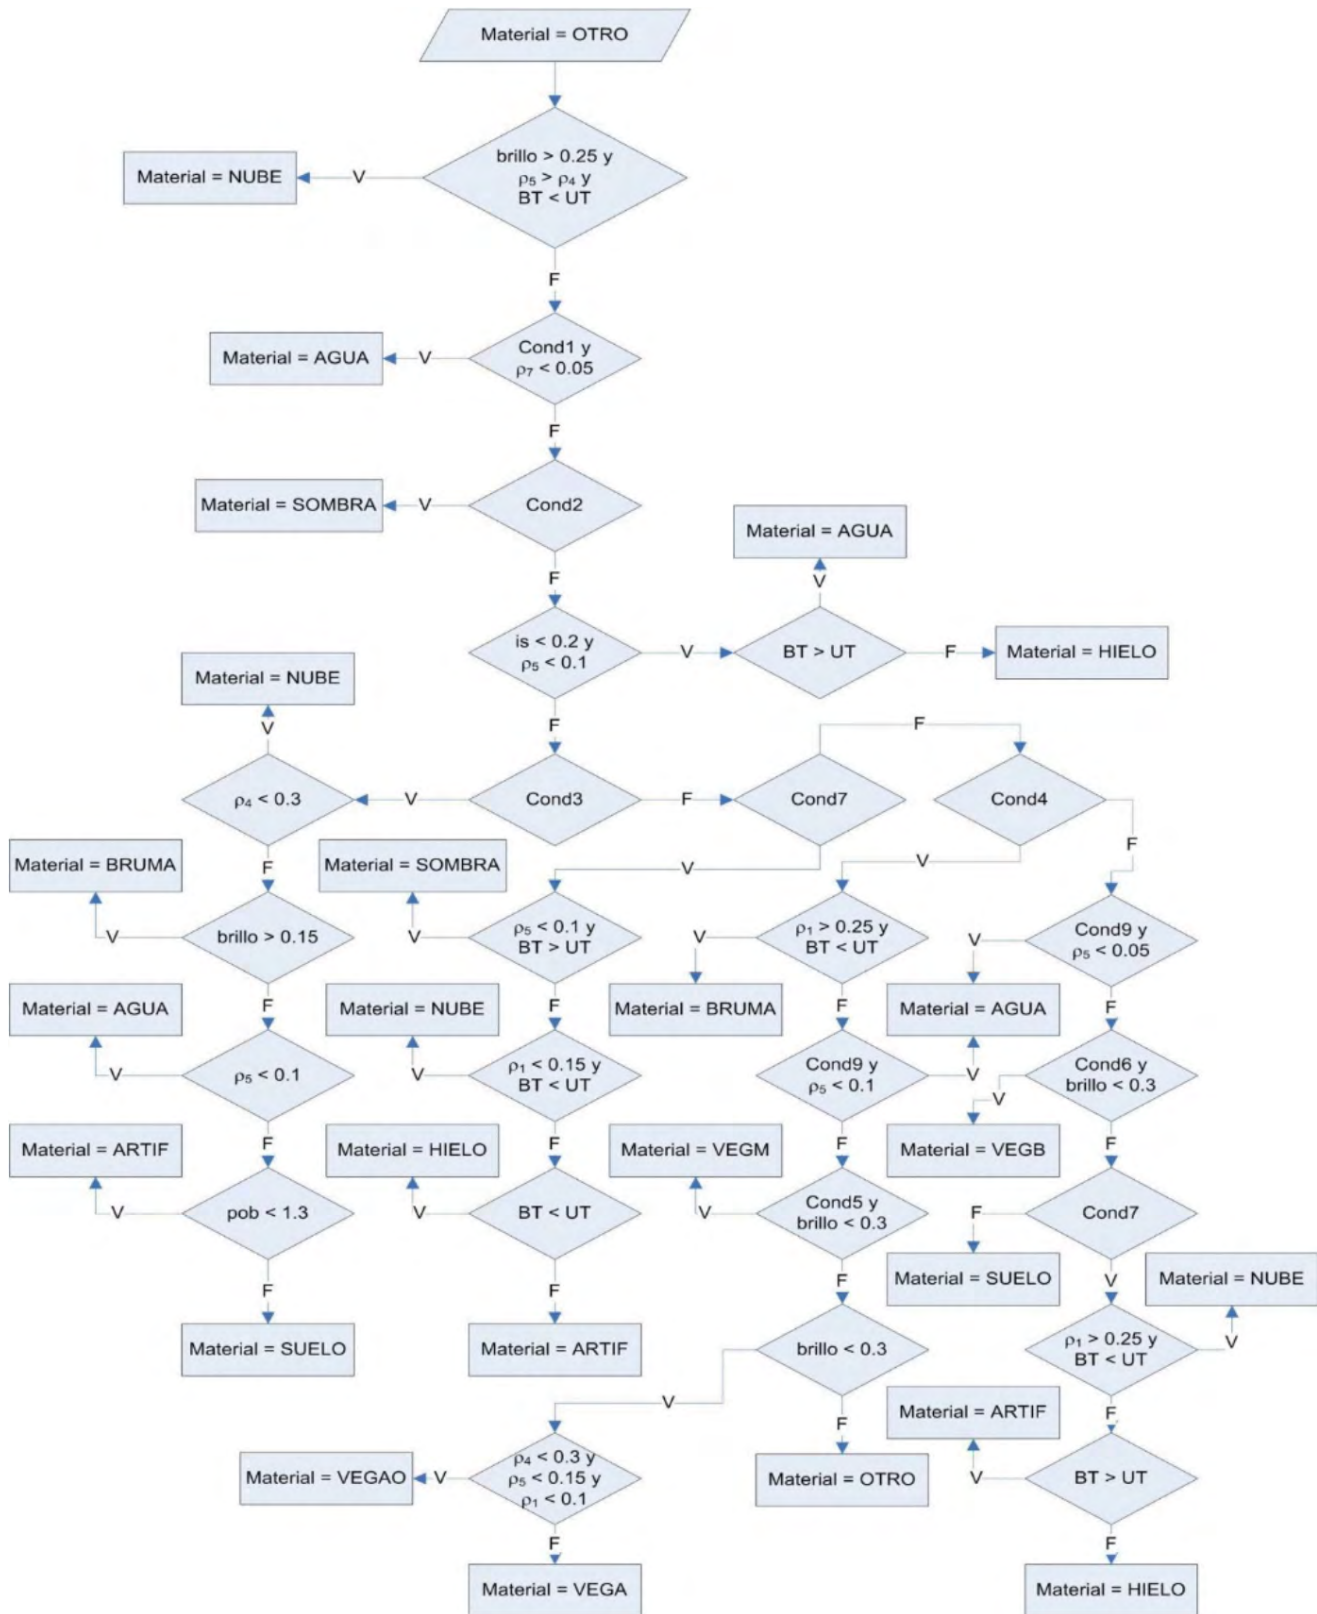 Material = OTRO
brillo > 0.25 y
ρ₅ > ρ₄ y
BT < UT
V
Material = NUBE
F
Cond1 y
ρ₇ < 0.05
V
Material = AGUA
F
Cond2
V
Material = SOMBRA
F
is < 0.2 y
ρ₅ < 0.1
V
BT > UT
V
Material = AGUA
F
Material = HIELO
F
Cond3
V
ρ₄ < 0.3
V
Material = NUBE
F
brillo > 0.15
V
Material = BRUMA
F
ρ₅ < 0.1
V
Material = AGUA
F
pob < 1.3
V
Material = ARTIF
F
Material = SUELO
F
Cond7
V
ρ₅ < 0.1 y
BT > UT
V
Material = SOMBRA
F
ρ₁ < 0.15 y
BT < UT
V
Material = NUBE
F
BT < UT
V
Material = HIELO
F
Material = ARTIF
F
Cond4
V
ρ₁ > 0.25 y
BT < UT
V
Material = BRUMA
F
Cond9 y
ρ₅ < 0.1
V
Material = AGUA
F
Cond5 y
brillo < 0.3
V
Material = VEGM
F
brillo < 0.3
V
ρ₄ < 0.3 y
ρ₅ < 0.15 y
ρ₁ < 0.1
V
Material = VEGAO
F
Material = VEGA
F
Material = OTRO
F
Cond9 y
ρ₅ < 0.05
V
F
Cond6 y
brillo < 0.3
V
Material = VEGB
F
Cond7
F
Material = SUELO
V
ρ₁ > 0.25 y
BT < UT
V
Material = NUBE
F
BT > UT
V
Material = ARTIF
F
Material = HIELO